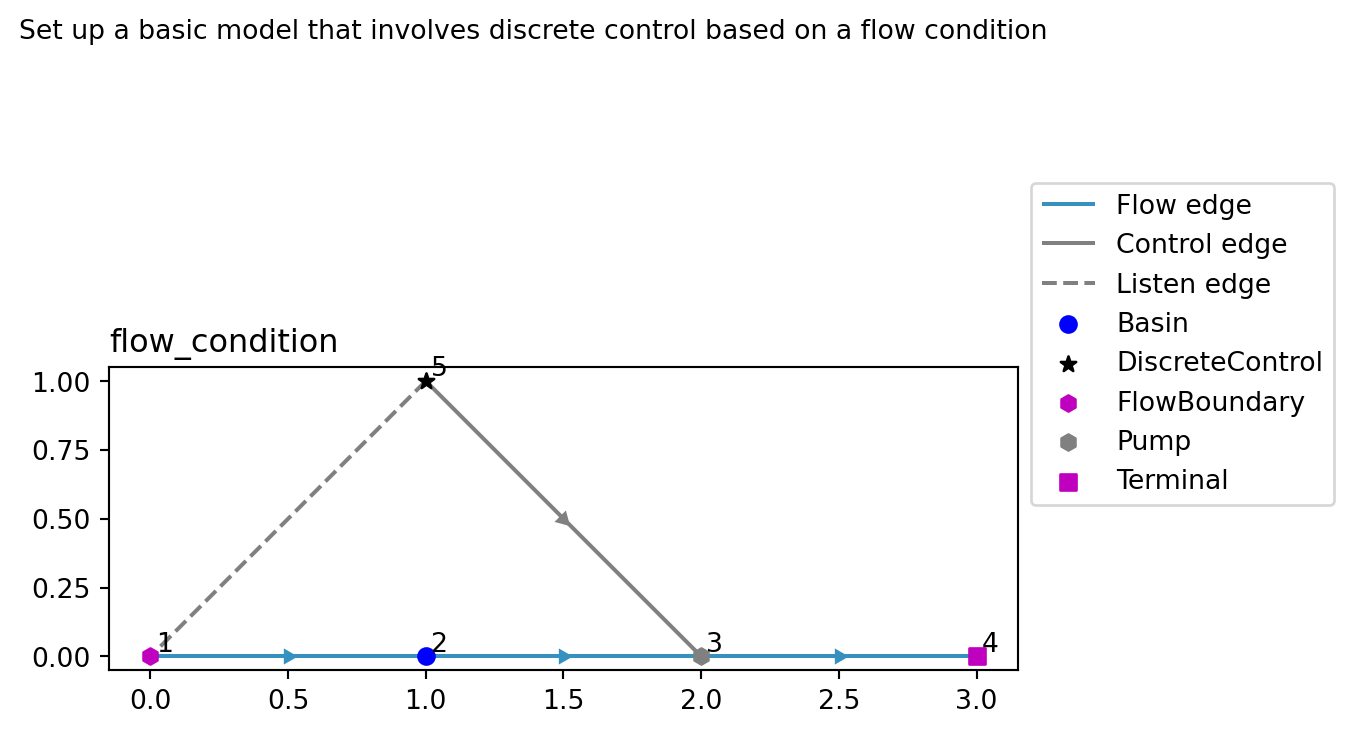 Set up a basic model that involves discrete control based on a flow condition
Flow edge
Control edge
Listen edge
Basin
DiscreteControl
FlowBoundary
Pump
Terminal
flow_condition
1.00
0.75
0.50
0.25
0.00
5
1
2
3
4
0.0 0.5 1.0 1.5 2.0 2.5 3.0